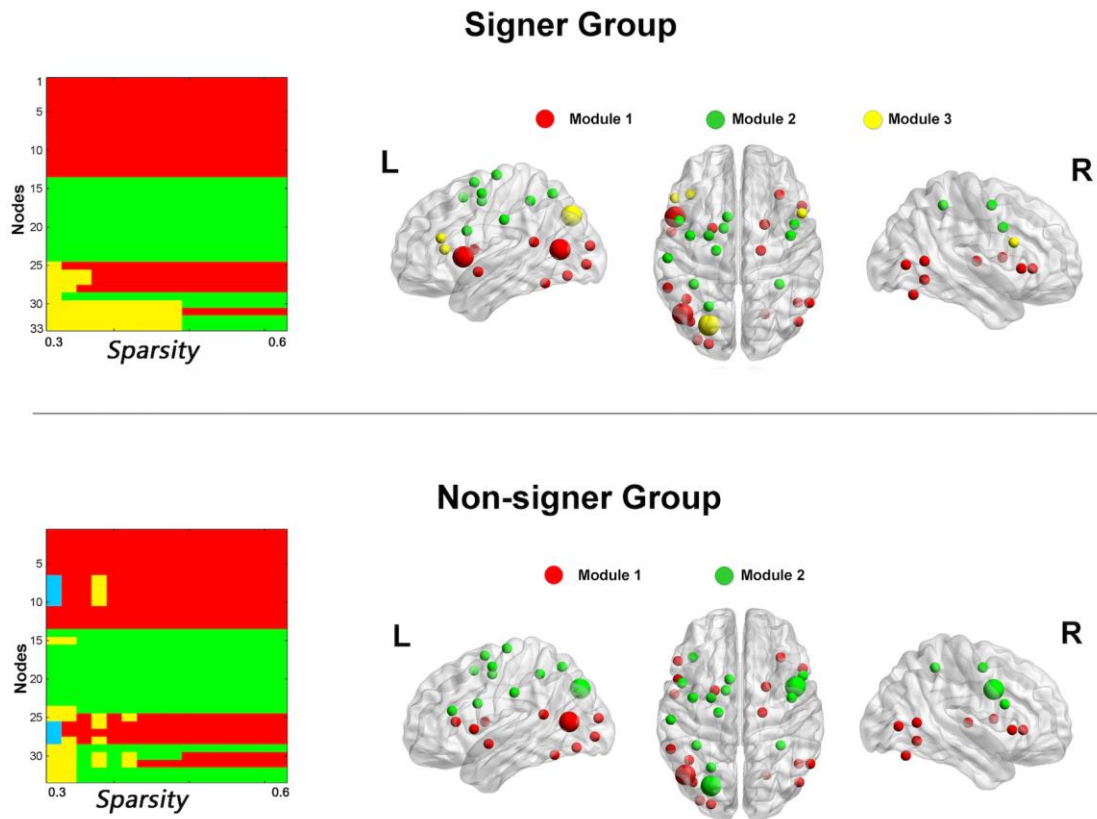 Signer Group
Module 1
Module 2
Module 3
L
R
Nodes
1
5
10
15
20
25
30
33
0.3
0.6
Sparsity
Non-signer Group
Module 1
Module 2
L
R
Nodes
5
10
15
20
25
30
0.3
0.6
Sparsity